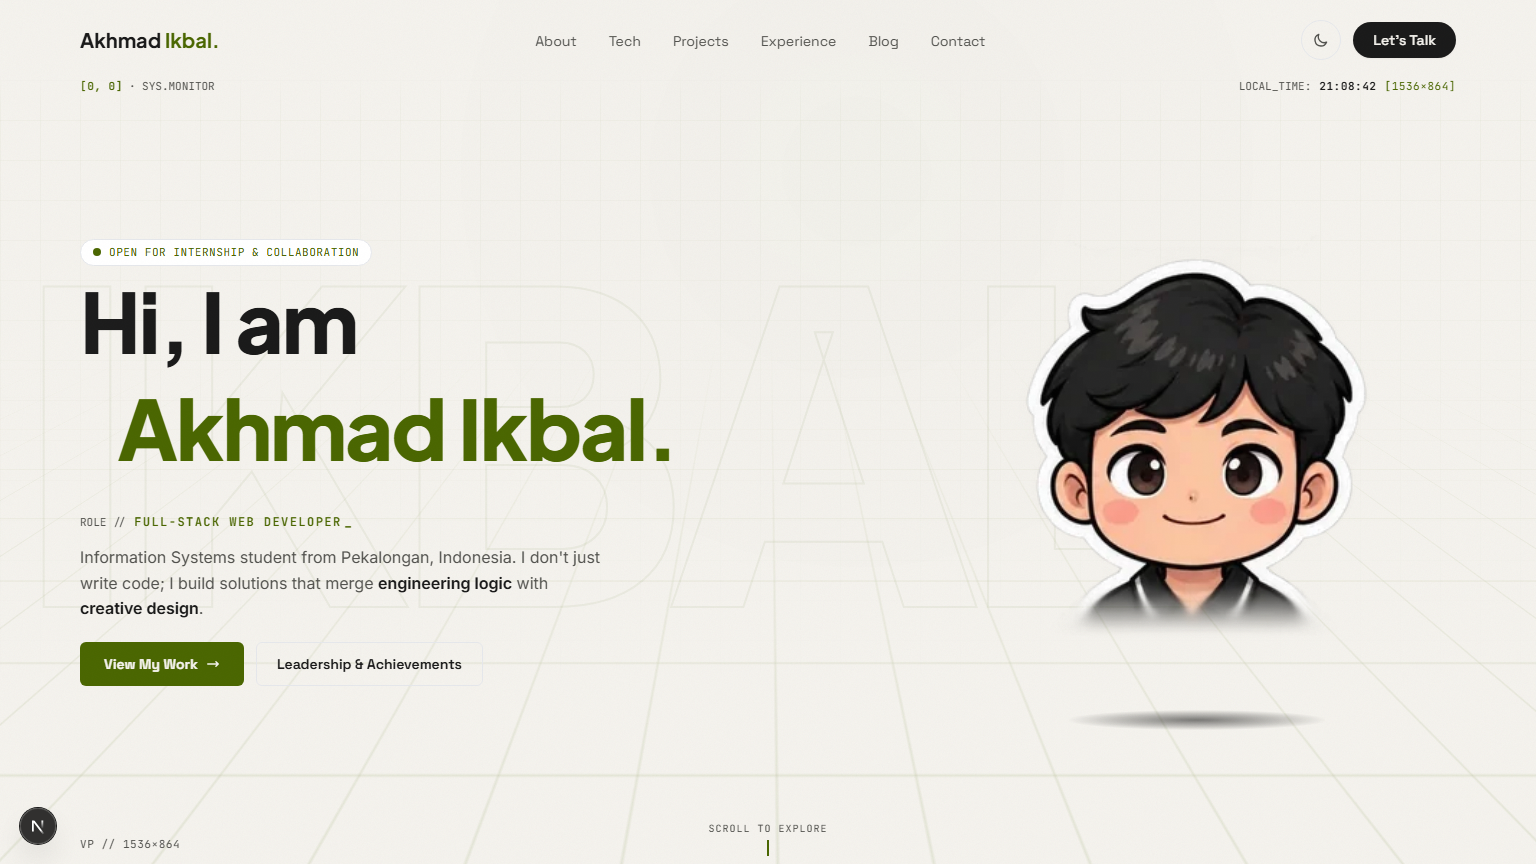 Akhmad Ikbal.
About
Tech
Projects
Experience
Blog
Contact
Let's Talk
[0, 0] · SYS.MONITOR
LOCAL_TIME: 21:08:42 [1536×864]
OPEN FOR INTERNSHIP & COLLABORATION
IKBAL
Hi, I am
Akhmad Ikbal.
ROLE // FULL-STACK WEB DEVELOPER_
Information Systems student from Pekalongan, Indonesia. I don't just
write code; I build solutions that merge engineering logic with
creative design.
View My Work →
Leadership & Achievements
N
SCROLL TO EXPLORE
VP // 1536×864